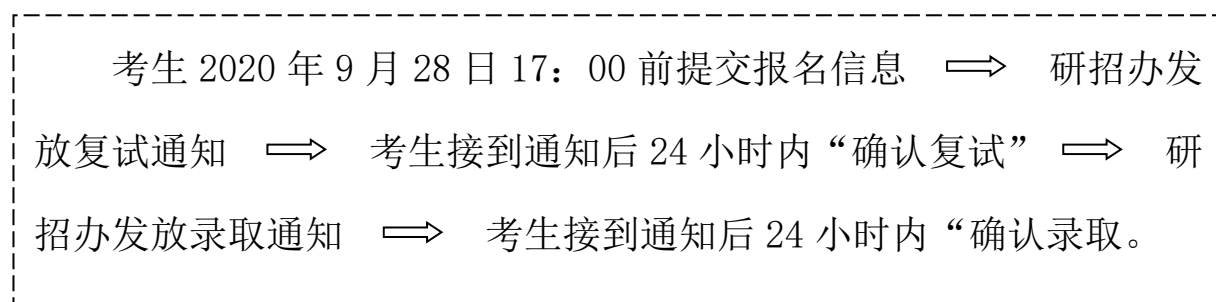 考生 2020 年 9 月 28 日 17：00 前提交报名信息 ⇒ 研招办发
放复试通知 ⇒ 考生接到通知后 24 小时内“确认复试” ⇒ 研
招办发放录取通知 ⇒ 考生接到通知后 24 小时内“确认录取。